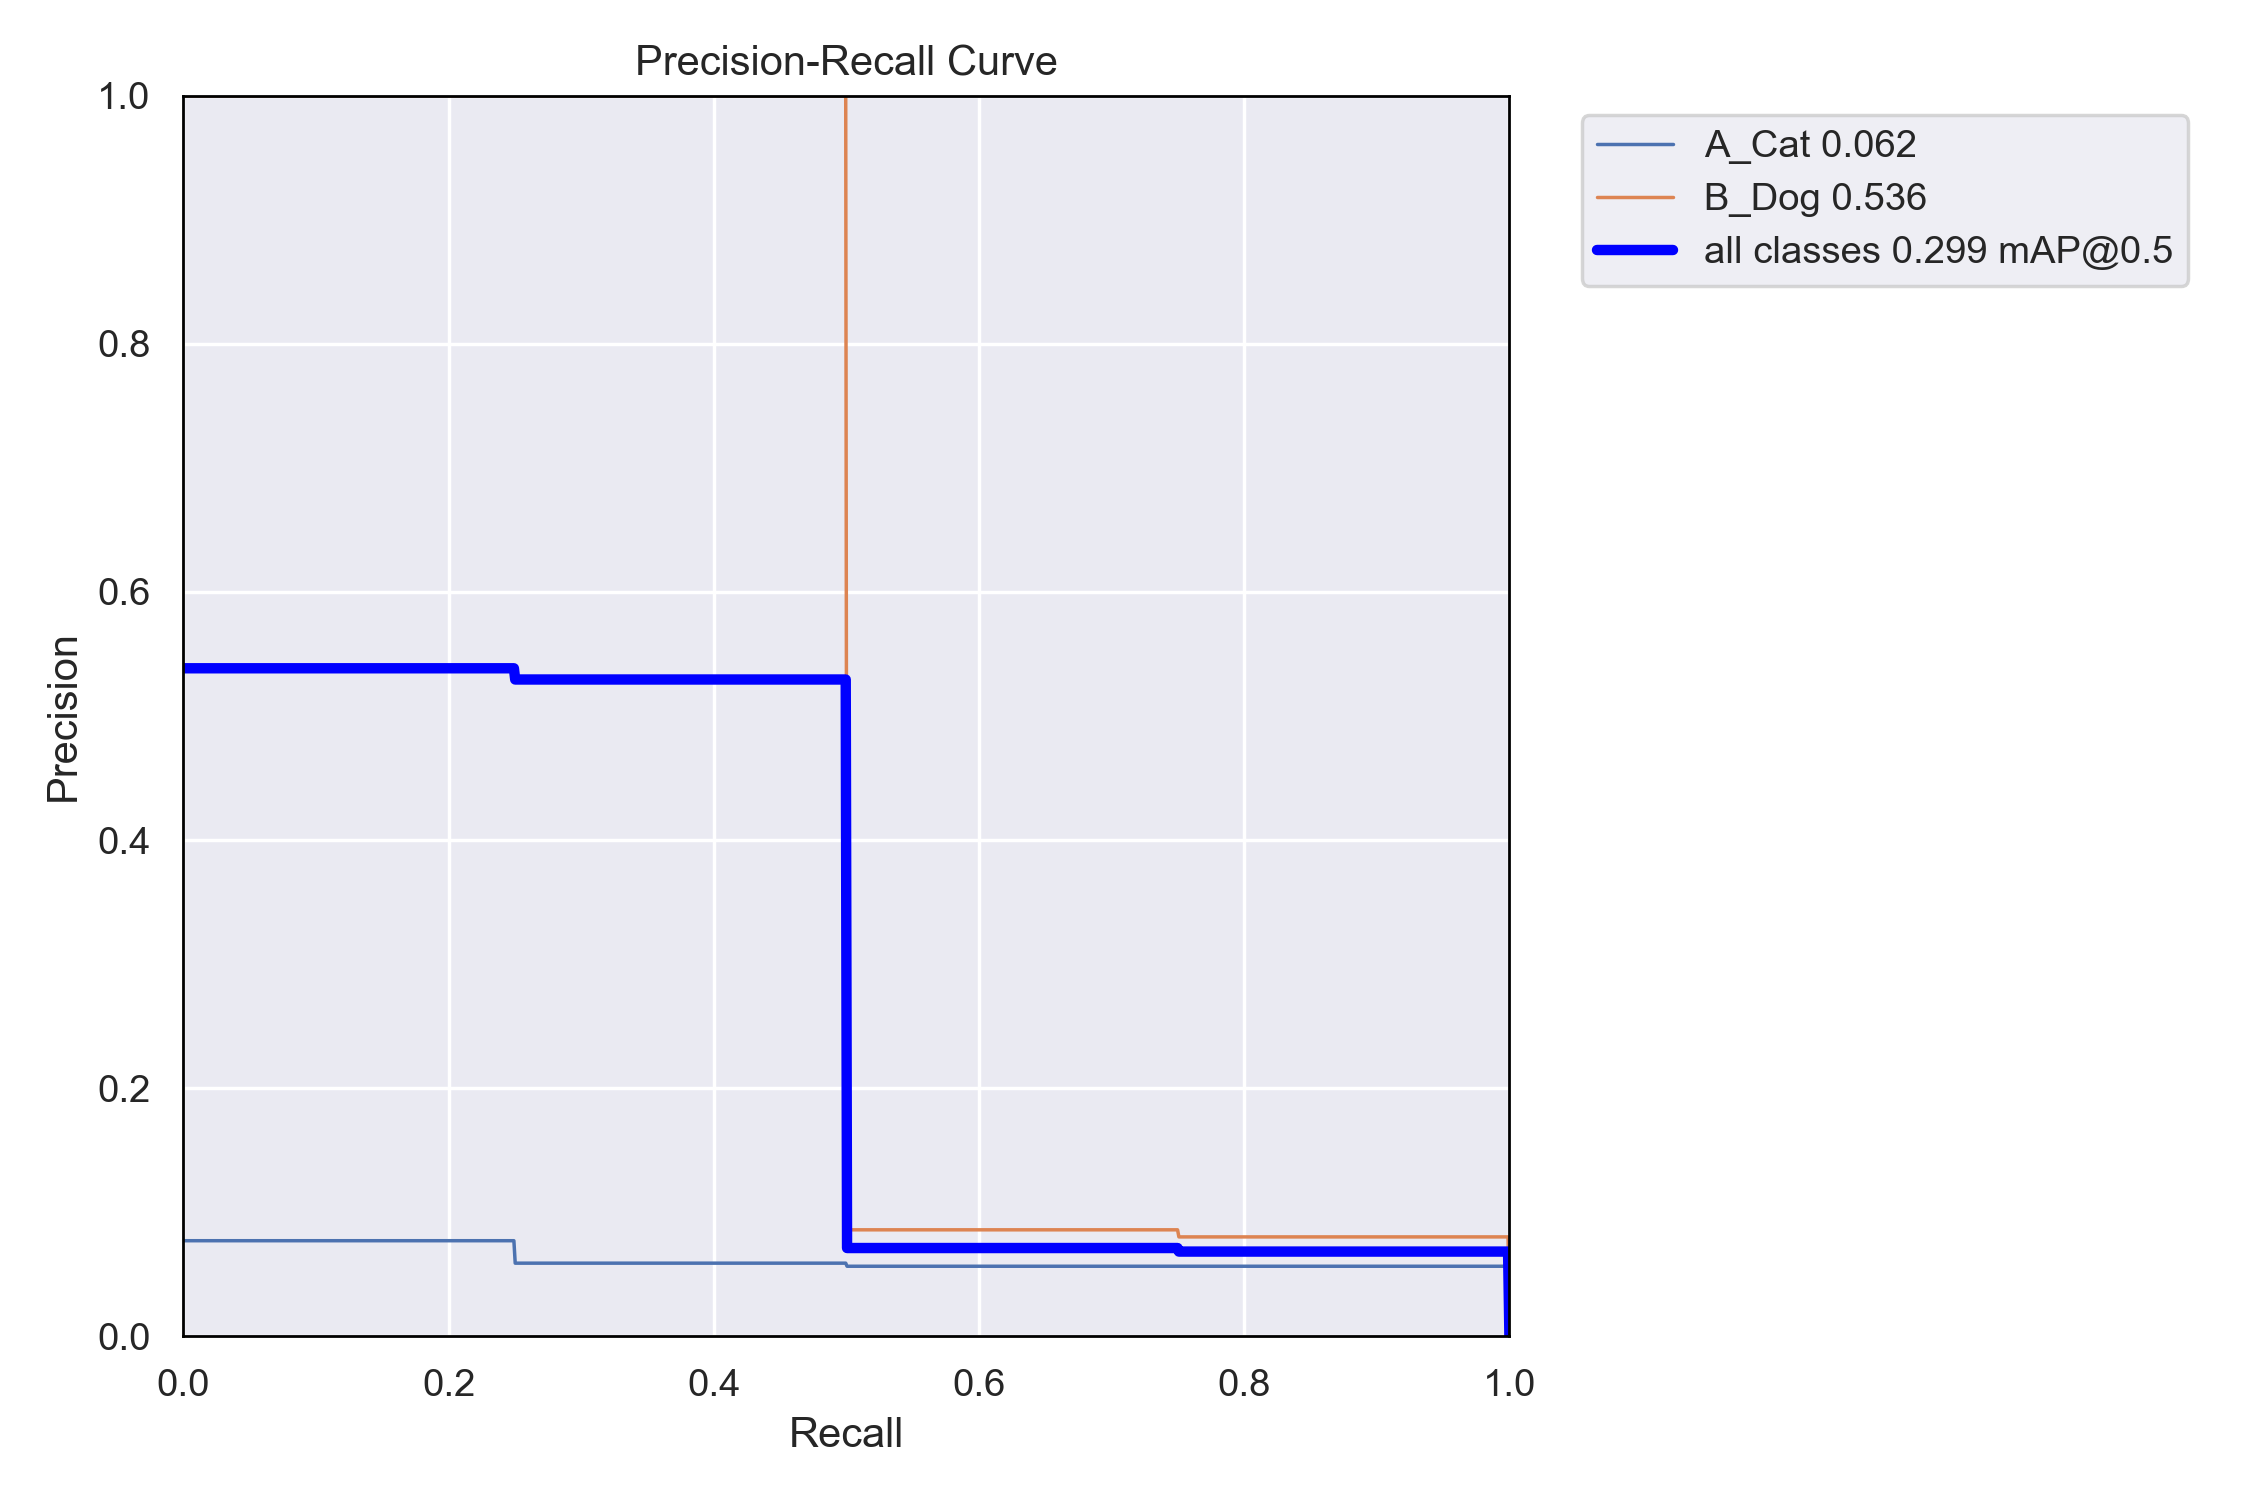 Precision-Recall Curve
1.0
0.8
0.6
0.4
0.2
0.0
Precision
0.0 0.2 0.4 0.6 0.8 1.0
Recall
A_Cat 0.062
B_Dog 0.536
all classes 0.299 mAP@0.5